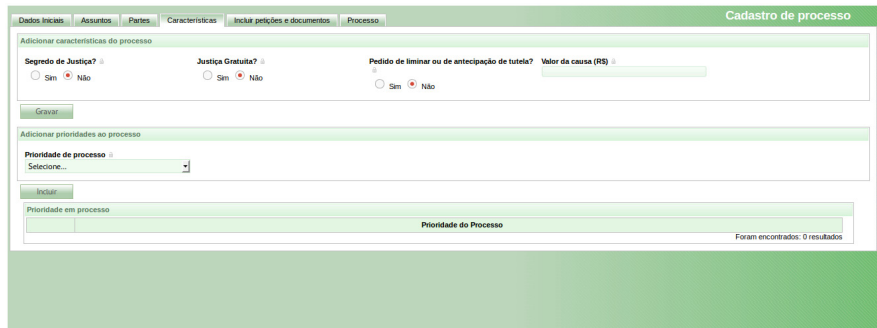 Cadastro de processo
Dados Iniciais Assuntos Partes Características Incluir petições e documentos Processo
Adicionar características do processo
Segredo de Justiça? Justiça Gratuita? Pedido de liminar ou de antecipação de tutela? Valor da causa (R$)
Sim Não Sim Não Sim Não
Gravar
Adicionar prioridades ao processo
Prioridade de processo
Selecione...
Incluir
Prioridade em processo
Prioridade do Processo
Foram encontrados: 0 resultados